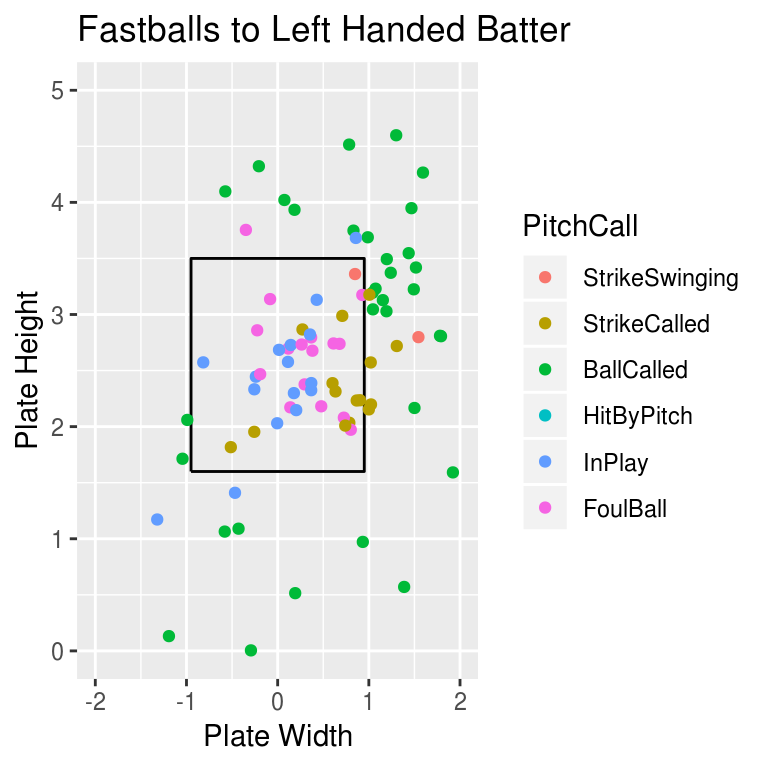 Fastballs to Left Handed Batter
5
4
3
2
1
0
Plate Height
-2 -1 0 1 2
Plate Width
PitchCall
StrikeSwinging
StrikeCalled
BallCalled
HitByPitch
InPlay
FoulBall